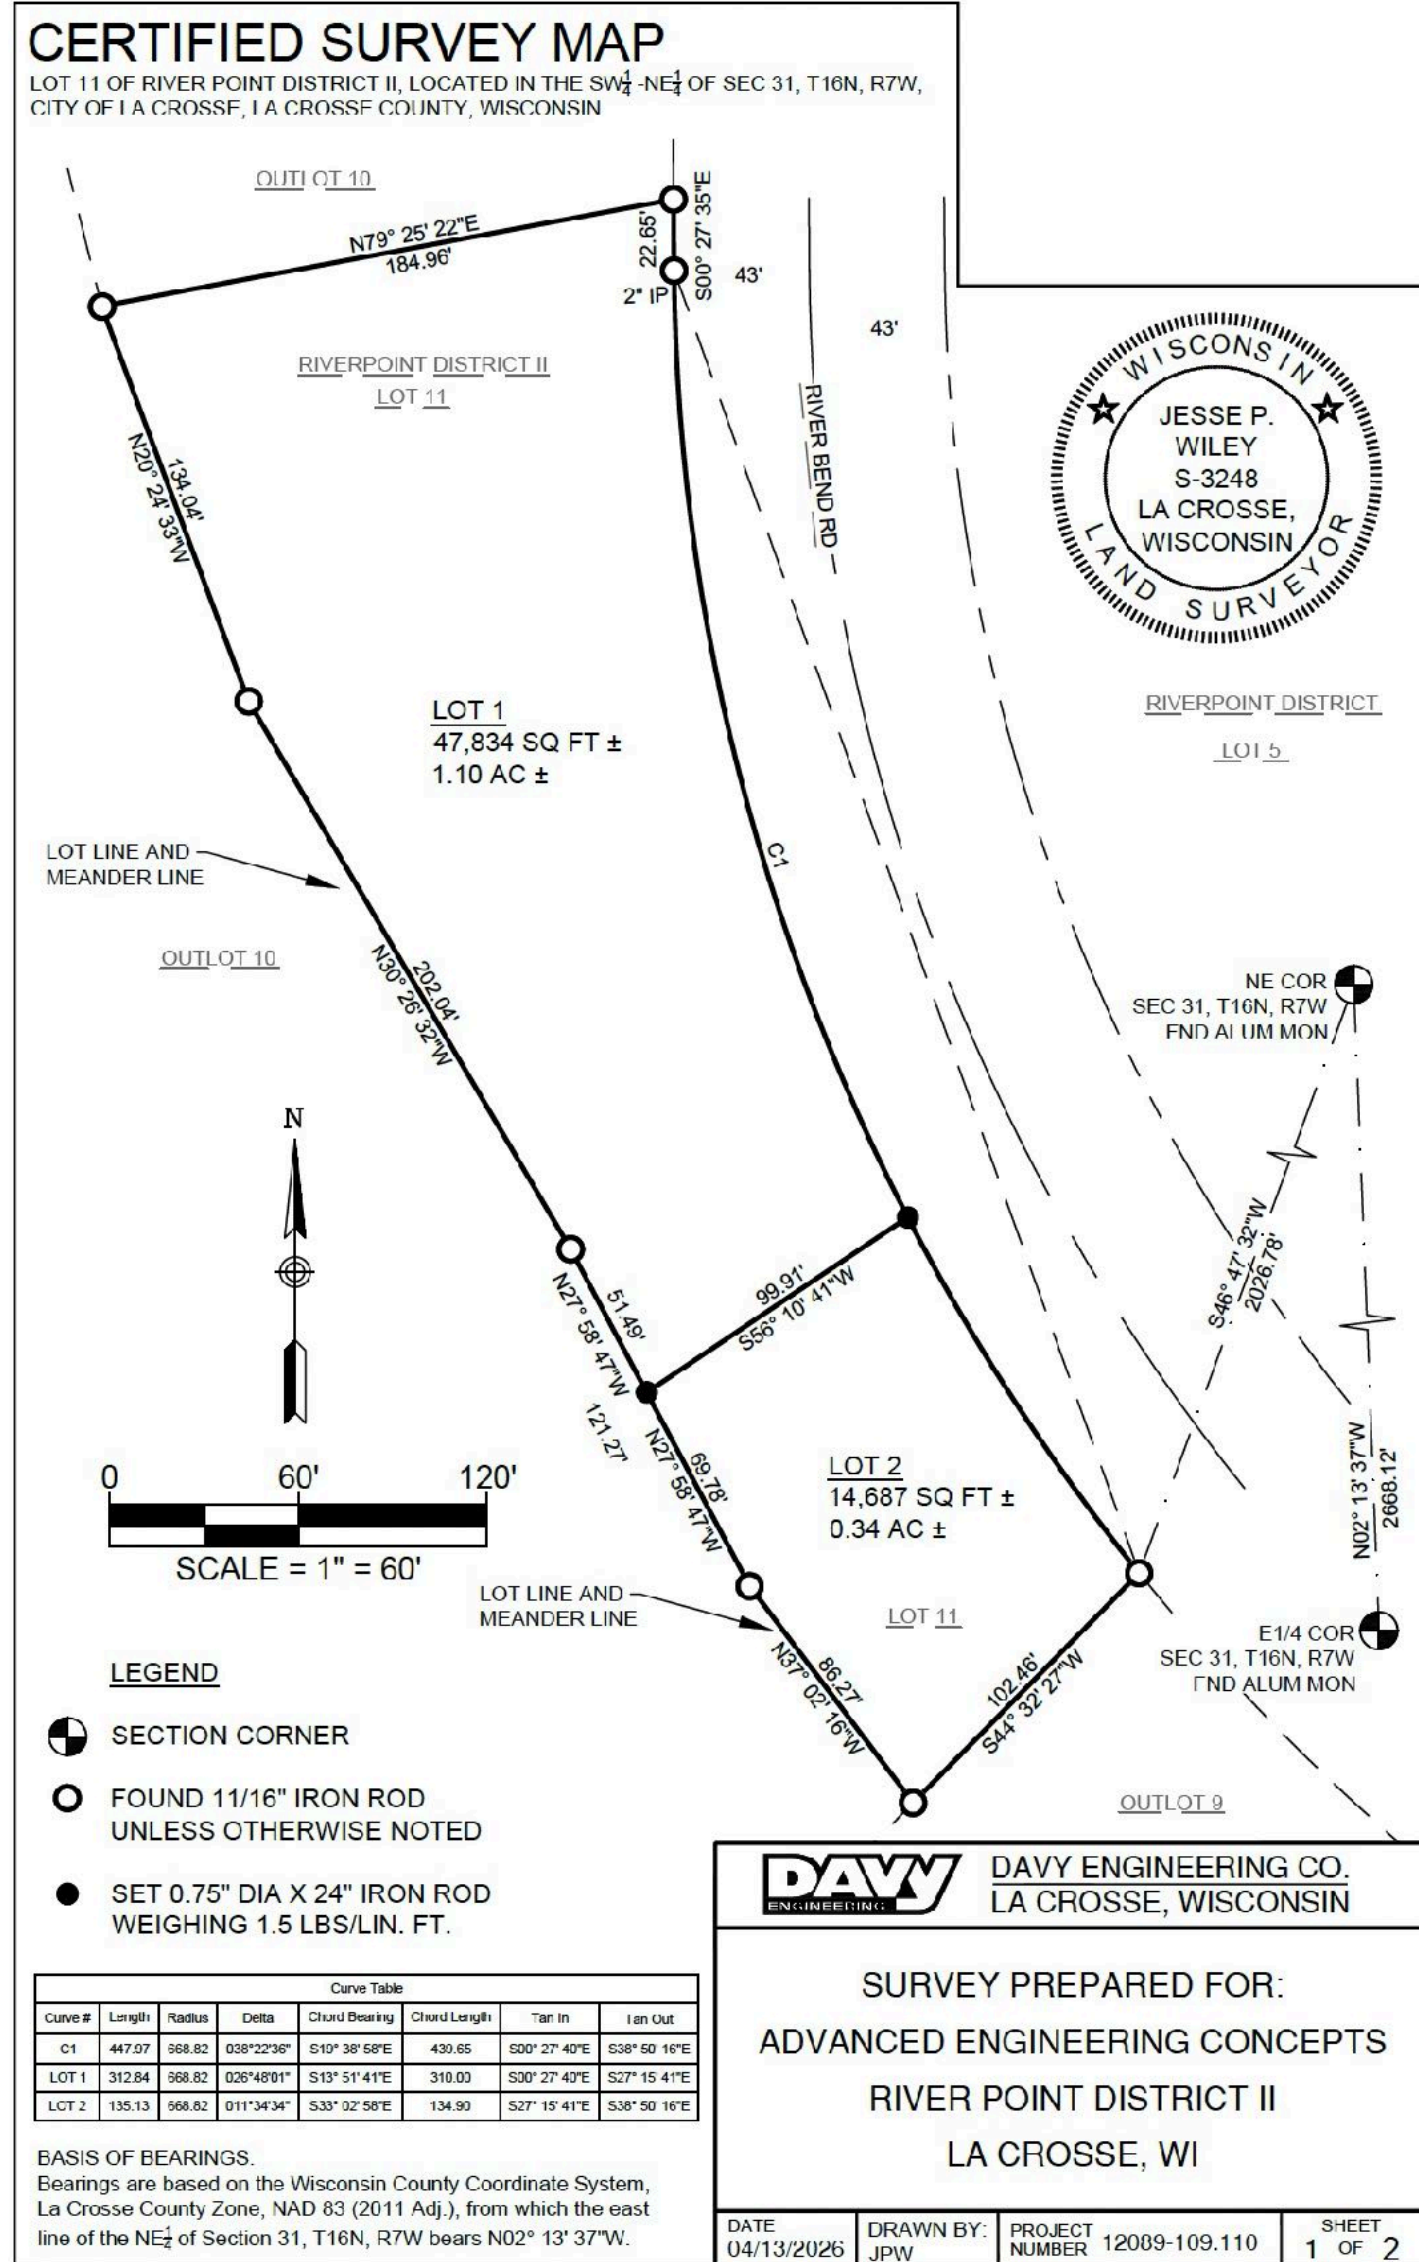 CERTIFIED SURVEY MAP
LOT 11 OF RIVER POINT DISTRICT II, LOCATED IN THE SW¼ -NE¼ OF SEC 31, T16N, R7W,
CITY OF LA CROSSE, LA CROSSE COUNTY, WISCONSIN
OUTLOT 10
N79° 25' 22"E
184.96'
22.65'
S00° 27' 35"E
2" IP
43'
43'
RIVERPOINT DISTRICT II
LOT 11
RIVER BEND RD
WISCONSIN
JESSE P.
WILEY
S-3248
LA CROSSE,
WISCONSIN
LAND SURVEYOR
134.04'
N20° 24' 33"W
RIVERPOINT DISTRICT
LOT 5
LOT 1
47,834 SQ FT ±
1.10 AC ±
C1
LOT LINE AND
MEANDER LINE
OUTLOT 10
202.04'
N30° 26' 32"W
NE COR
SEC 31, T16N, R7W
FND ALUM MON
N
S46° 47' 32"W
2026.78'
99.91'
S56° 10' 41"W
51.49'
N27° 58' 47"W
121.27'
69.78'
N27° 58' 47"W
N02° 13' 37"W
2668.12'
LOT 2
14,687 SQ FT ±
0.34 AC ±
0 60' 120'
SCALE = 1" = 60'
LOT LINE AND
MEANDER LINE
LOT 11
86.27'
N37° 02' 16"W
102.46'
S44° 32' 27"W
E1/4 COR
SEC 31, T16N, R7W
FND ALUM MON
OUTLOT 9
LEGEND
SECTION CORNER
FOUND 11/16" IRON ROD
UNLESS OTHERWISE NOTED
SET 0.75" DIA X 24" IRON ROD
WEIGHING 1.5 LBS/LIN. FT.
Curve Table
Curve # Length Radius Delta Chord Bearing Chord Length Tan In Tan Out
C1 447.97 668.82 038°22'36" S19° 38' 58"E 439.65 S00° 27' 40"E S38° 50' 16"E
LOT 1 312.84 668.82 026°48'01" S13° 51' 41"E 310.00 S00° 27' 40"E S27° 15' 41"E
LOT 2 135.13 668.82 011°34'34" S33° 02' 58"E 134.90 S27° 15' 41"E S38° 50' 16"E
BASIS OF BEARINGS.
Bearings are based on the Wisconsin County Coordinate System,
La Crosse County Zone, NAD 83 (2011 Adj.), from which the east
line of the NE¼ of Section 31, T16N, R7W bears N02° 13' 37"W.
DAVY
ENGINEERING
DAVY ENGINEERING CO.
LA CROSSE, WISCONSIN
SURVEY PREPARED FOR:
ADVANCED ENGINEERING CONCEPTS
RIVER POINT DISTRICT II
LA CROSSE, WI
DATE
04/13/2026
DRAWN BY:
JPW
PROJECT
NUMBER 12089-109.110
SHEET
1 OF 2